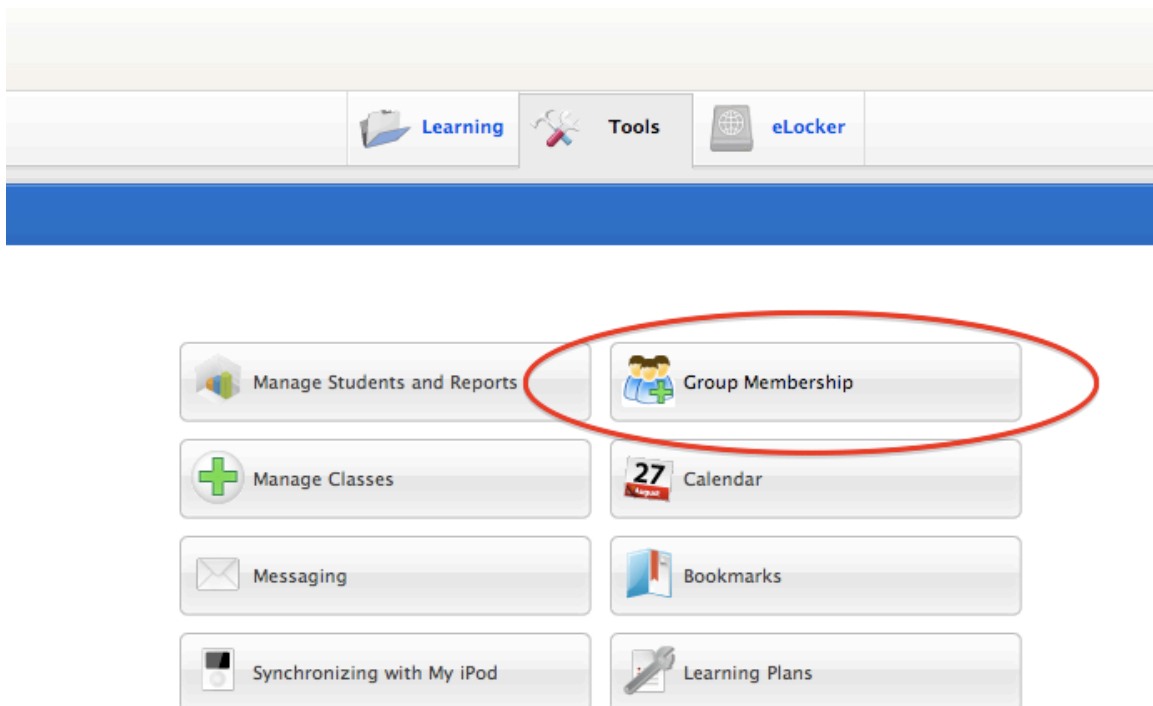 Learning
Tools
eLocker
Manage Students and Reports
Group Membership
Manage Classes
27
August
Calendar
Messaging
Bookmarks
Synchronizing with My iPod
Learning Plans